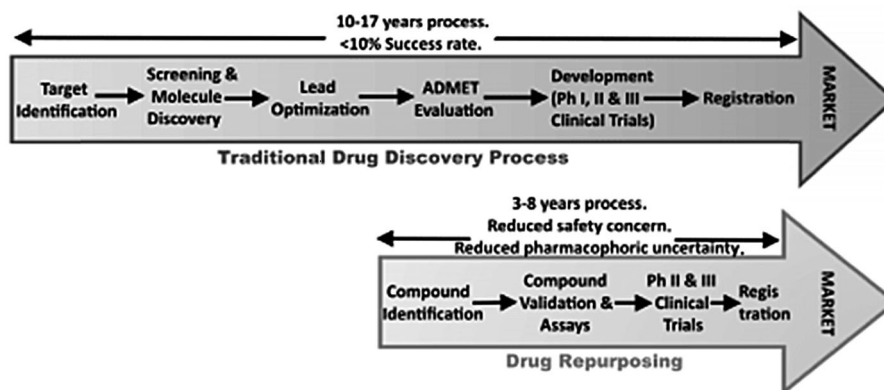 10-17 years process.
<10% Success rate.
Target
Identification
Screening &
Molecule
Discovery
Lead
Optimization
ADMET
Evaluation
Development
(Ph I, II & III
Clinical Trials)
Registration
MARKET
Traditional Drug Discovery Process
3-8 years process.
Reduced safety concern.
Reduced pharmacophoric uncertainty.
Compound
Identification
Compound
Validation &
Assays
Ph II & III
Clinical
Trials
Regis
tration
MARKET
Drug Repurposing